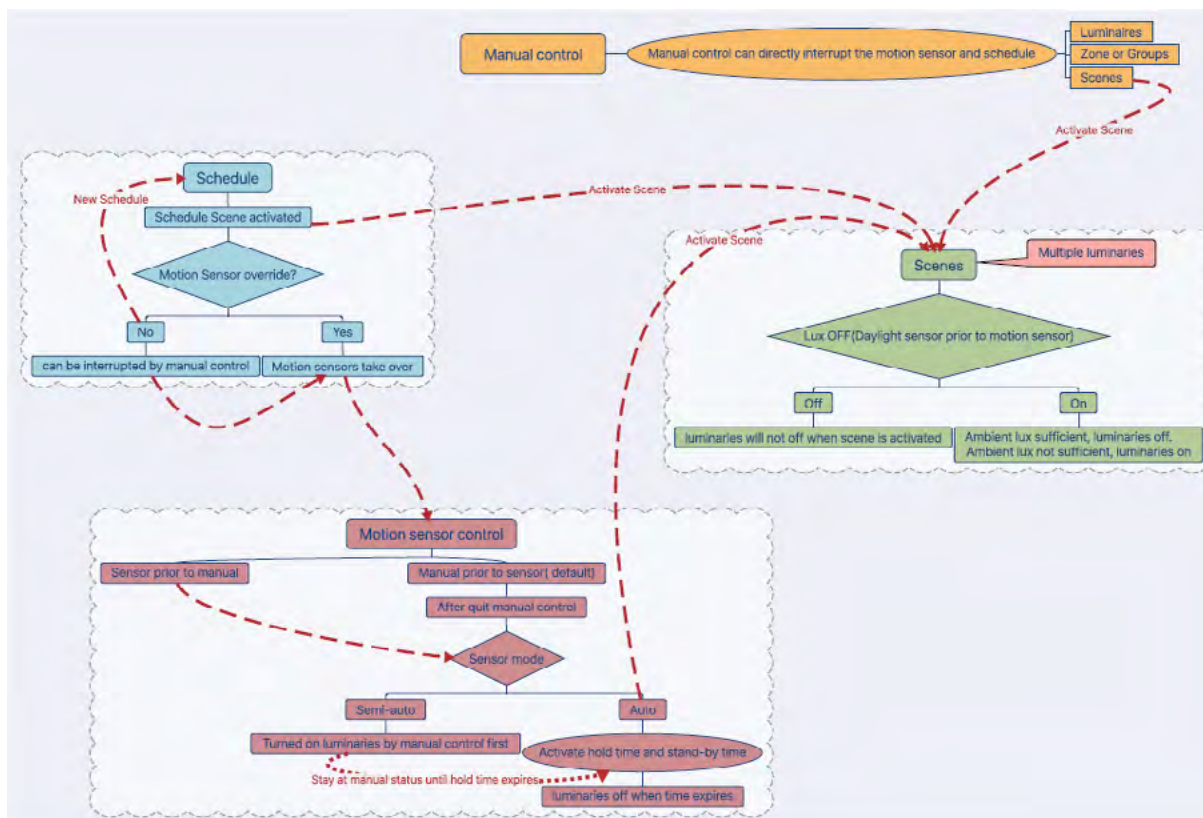 Manual control
Manual control can directly interrupt the motion sensor and schedule
Luminaires
Zone or Groups
Scenes
Activate Scene
Schedule
New Schedule
Activate Scene
Schedule Scene activated
Activate Scene
Multiple luminaries
Scenes
Motion Sensor override?
No
Yes
Lux OFF(Daylight sensor prior to motion sensor)
can be interrupted by manual control
Motion sensors take over
Off
On
luminaries will not off when scene is activated
Ambient lux sufficient, luminaries off.
Ambient lux not sufficient, luminaries on
Motion sensor control
Sensor prior to manual
Manual prior to sensor( default)
After quit manual control
Sensor mode
Semi-auto
Auto
Turned on luminaries by manual control first
Activate hold time and stand-by time
Stay at manual status until hold time expires
luminaries off when time expires